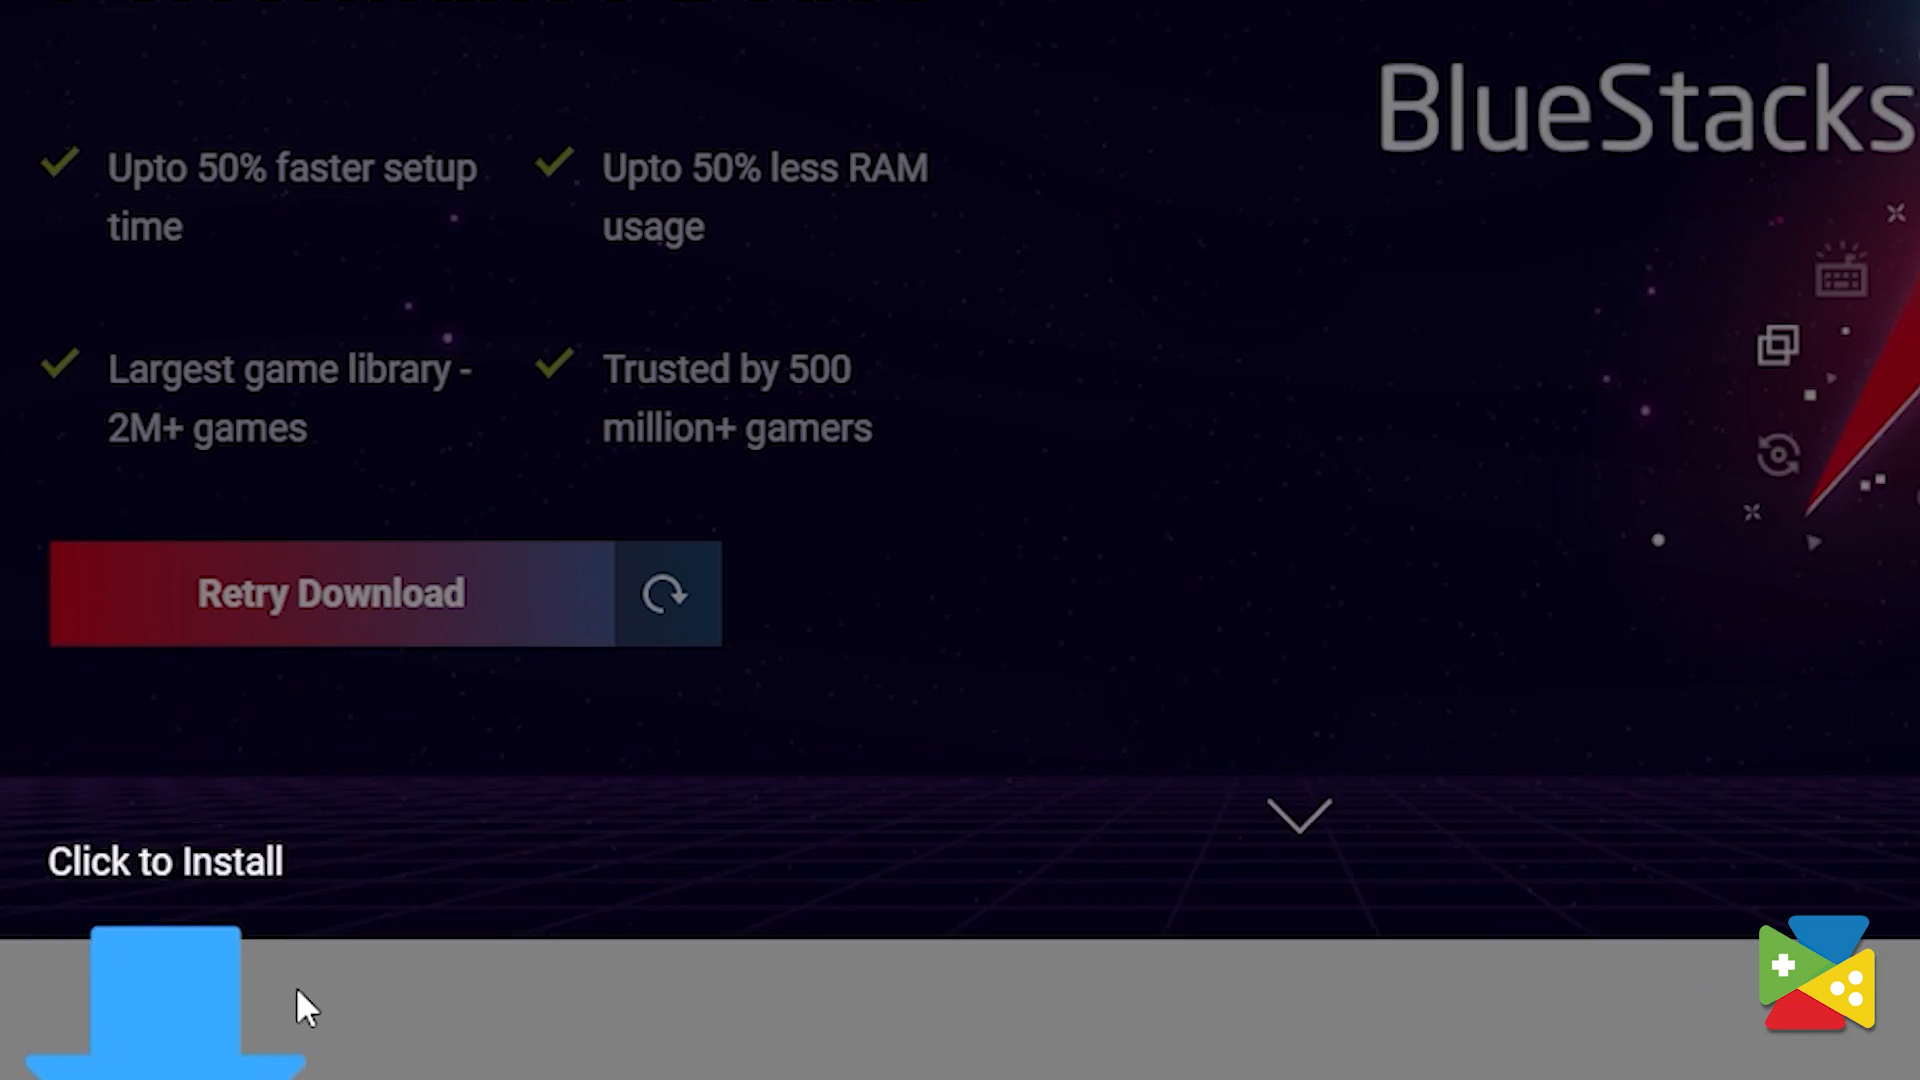 BlueStacks
Upto 50% faster setup
time
Upto 50% less RAM
usage
Largest game library -
2M+ games
Trusted by 500
million+ gamers
Retry Download
Click to Install